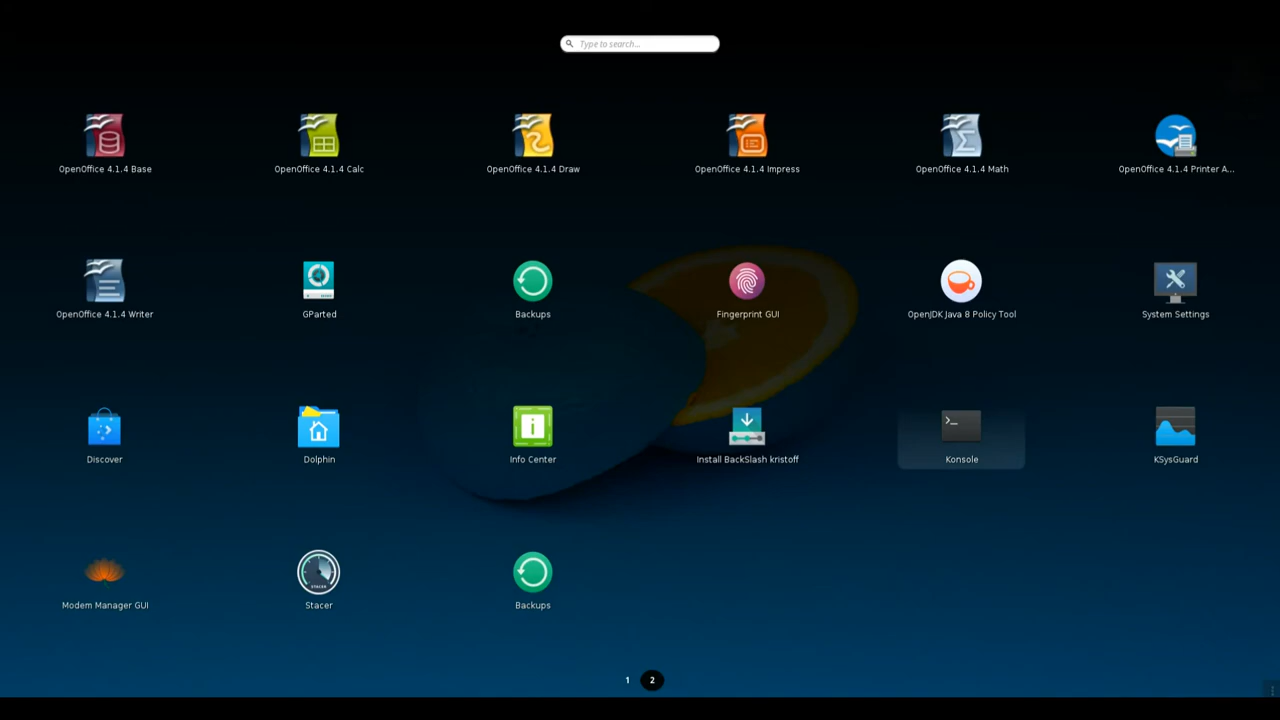 Type to search...
OpenOffice 4.1.4 Base
OpenOffice 4.1.4 Calc
OpenOffice 4.1.4 Draw
OpenOffice 4.1.4 Impress
OpenOffice 4.1.4 Math
OpenOffice 4.1.4 Printer A...
OpenOffice 4.1.4 Writer
GParted
Backups
Fingerprint GUI
OpenJDK Java 8 Policy Tool
System Settings
Discover
Dolphin
Info Center
Install BackSlash kristoff
Konsole
KSysGuard
Modem Manager GUI
STACER
Stacer
Backups
1 2